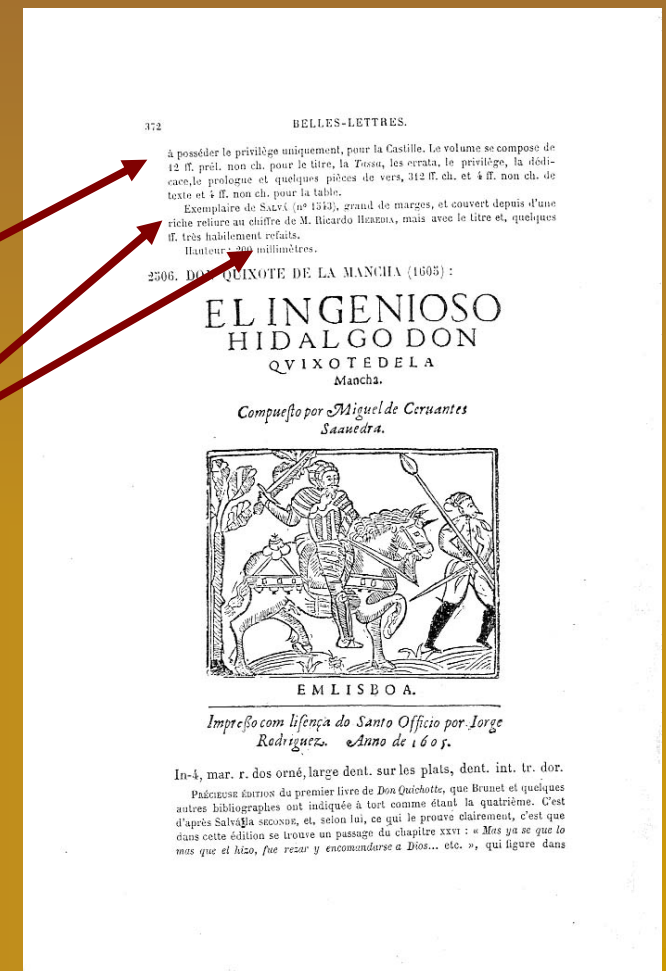 372 BELLES-LETTRES.
à posséder le privilège uniquement, pour la Castille. Le volume se compose de
12 ff. prél. non ch. pour le titre, la Tassa, les errata, le privilège, la dédi-
cace,le prologue et quelques pièces de vers, 312 ff. ch. et 4 ff. non ch. de
texte et 4 ff. non ch. pour la table.
Exemplaire de SALVÁ (nº 1543), grand de marges, et couvert depuis d'une
riche reliure au chiffre de M. Ricardo HEREDIA, mais avec le titre et, quelques
ff. très habilement refaits.
Hauteur : 200 millimètres.
2506. DON QUIXOTE DE LA MANCHA (1605) :
EL INGENIOSO
HIDALGO DON
QVIXOTE DE LA
Mancha.
Compuesto por Miguel de Ceruantes
Saauedra.
EM LISBOA.
Impresso com lisença do Santo Officio por Iorge
Rodriguez. Anno de 1605.
In-4, mar. r. dos orné, large dent. sur les plats, dent. int. tr. dor.
PRÉCIEUSE ÉDITION du premier livre de Don Quichotte, que Brunet et quelques
autres bibliographes ont indiquée à tort comme étant la quatrième. C'est
d'après Salvá la SECONDE, et, selon lui, ce qui le prouve clairement, c'est que
dans cette édition se trouve un passage du chapitre XXVI : « Mas ya se que lo
mas que el hizo, fue rezar y encomandarse a Dios... etc. », qui figure dans